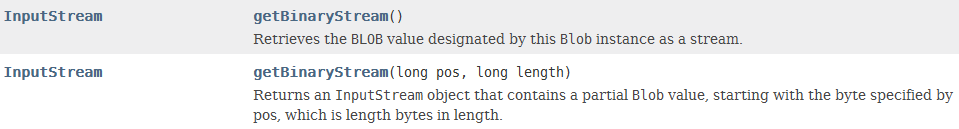 InputStream getBinaryStream()
Retrieves the BLOB value designated by this Blob instance as a stream.
InputStream getBinaryStream(long pos, long length)
Returns an InputStream object that contains a partial Blob value, starting with the byte specified by
pos, which is length bytes in length.